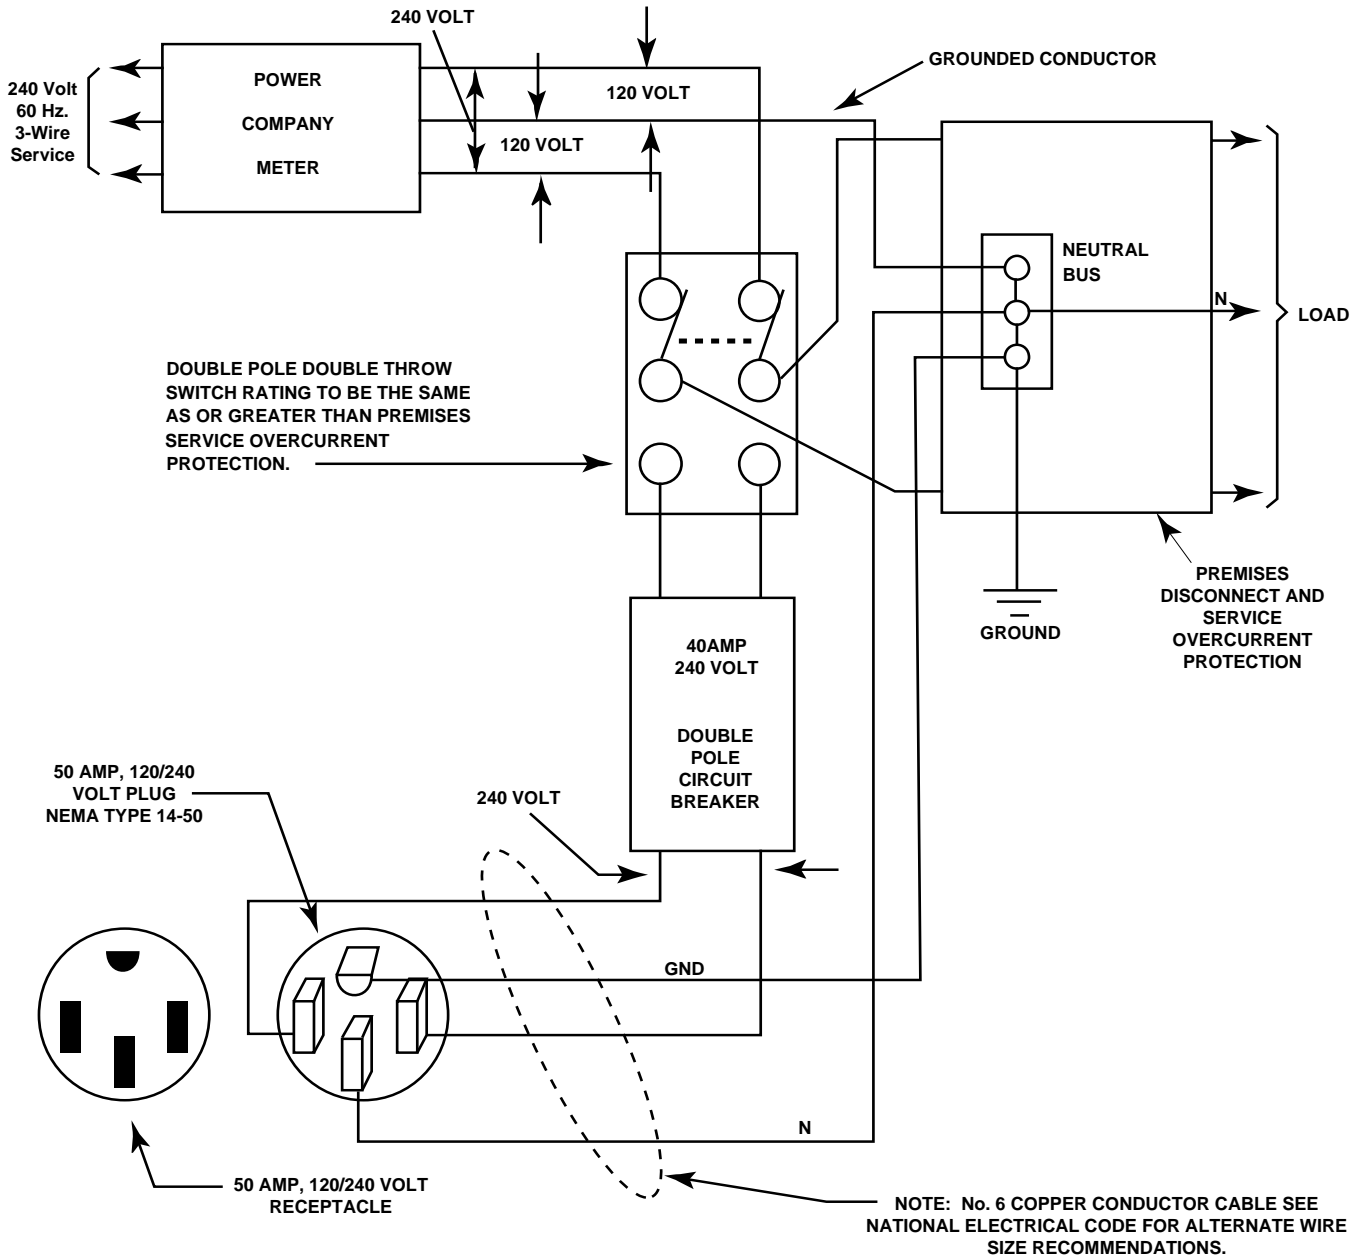 240 VOLT
GROUNDED CONDUCTOR
240 Volt
60 Hz.
3-Wire
Service
POWER
COMPANY
METER
120 VOLT
120 VOLT
NEUTRAL
BUS
N
LOAD
DOUBLE POLE DOUBLE THROW
SWITCH RATING TO BE THE SAME
AS OR GREATER THAN PREMISES
SERVICE OVERCURRENT
PROTECTION.
GROUND
PREMISES
DISCONNECT AND
SERVICE
OVERCURRENT
PROTECTION
40AMP
240 VOLT
DOUBLE
POLE
CIRCUIT
BREAKER
50 AMP, 120/240
VOLT PLUG
NEMA TYPE 14-50
240 VOLT
GND
N
50 AMP, 120/240 VOLT
RECEPTACLE
NOTE: No. 6 COPPER CONDUCTOR CABLE SEE
NATIONAL ELECTRICAL CODE FOR ALTERNATE WIRE
SIZE RECOMMENDATIONS.